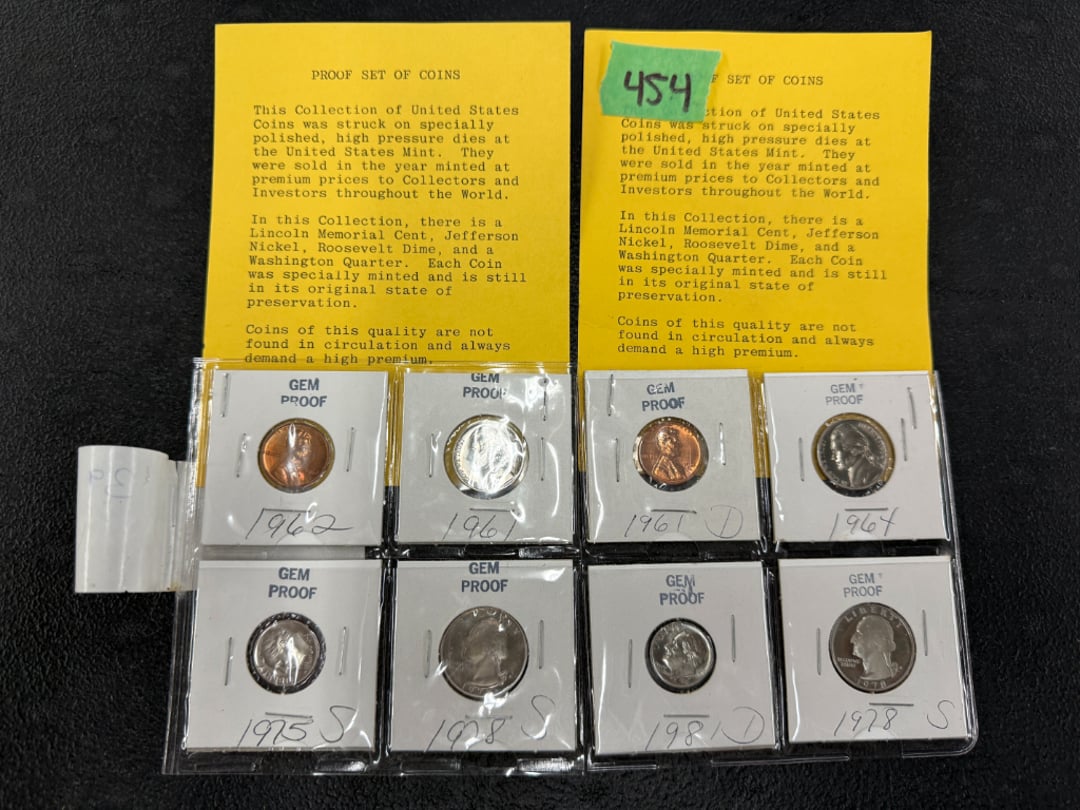 PROOF SET OF COINS
This Collection of United States
Coins was struck on specially
polished, high pressure dies at
the United States Mint. They
were sold in the year minted at
premium prices to Collectors and
Investors throughout the World.
In this Collection, there is a
Lincoln Memorial Cent, Jefferson
Nickel, Roosevelt Dime, and a
Washington Quarter. Each Coin
was specially minted and is still
in its original state of
preservation.
Coins of this quality are not
found in circulation and always
demand a high premium.
454
F SET OF COINS
ction of United States
Coins was struck on specially
polished, high pressure dies at
the United States Mint. They
were sold in the year minted at
premium prices to Collectors and
Investors throughout the World.
In this Collection, there is a
Lincoln Memorial Cent, Jefferson
Nickel, Roosevelt Dime, and a
Washington Quarter. Each Coin
was specially minted and is still
in its original state of
preservation.
Coins of this quality are not
found in circulation and always
demand a high premium.
GEM
PROOF
1962
GEM
PROOF
1961
GEM
PROOF
1961 D
GEM
PROOF
1964
GEM
PROOF
1975 S
GEM
PROOF
1978 S
GEM
PROOF
1981 D
GEM
PROOF
LIBERTY
1978
1978 S